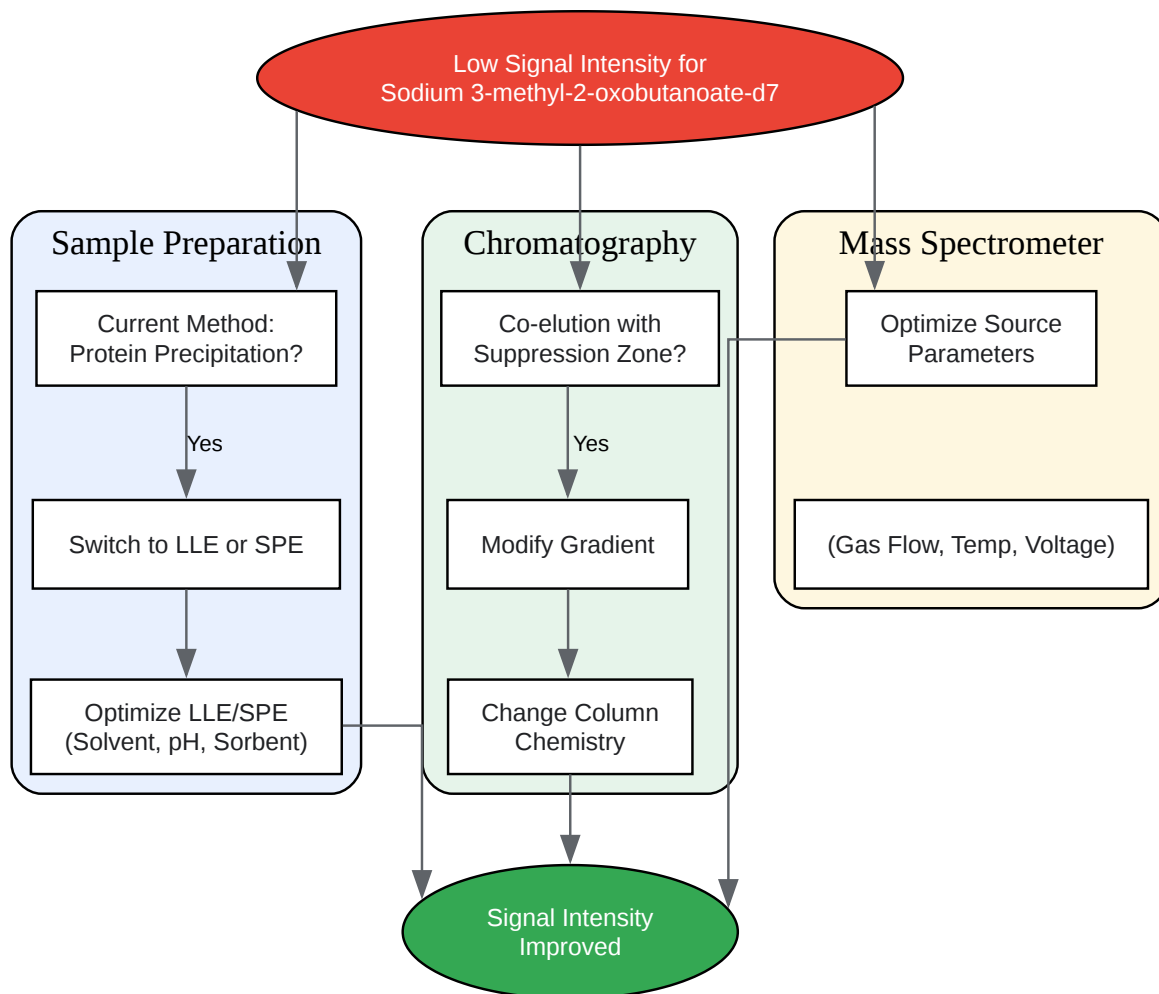 Low Signal Intensity for
Sodium 3-methyl-2-oxobutanoate-d7
Sample Preparation
Current Method:
Protein Precipitation?
Yes
Switch to LLE or SPE
Optimize LLE/SPE
(Solvent, pH, Sorbent)
Chromatography
Co-elution with
Suppression Zone?
Yes
Modify Gradient
Change Column
Chemistry
Mass Spectrometer
Optimize Source
Parameters
(Gas Flow, Temp, Voltage)
Signal Intensity
Improved